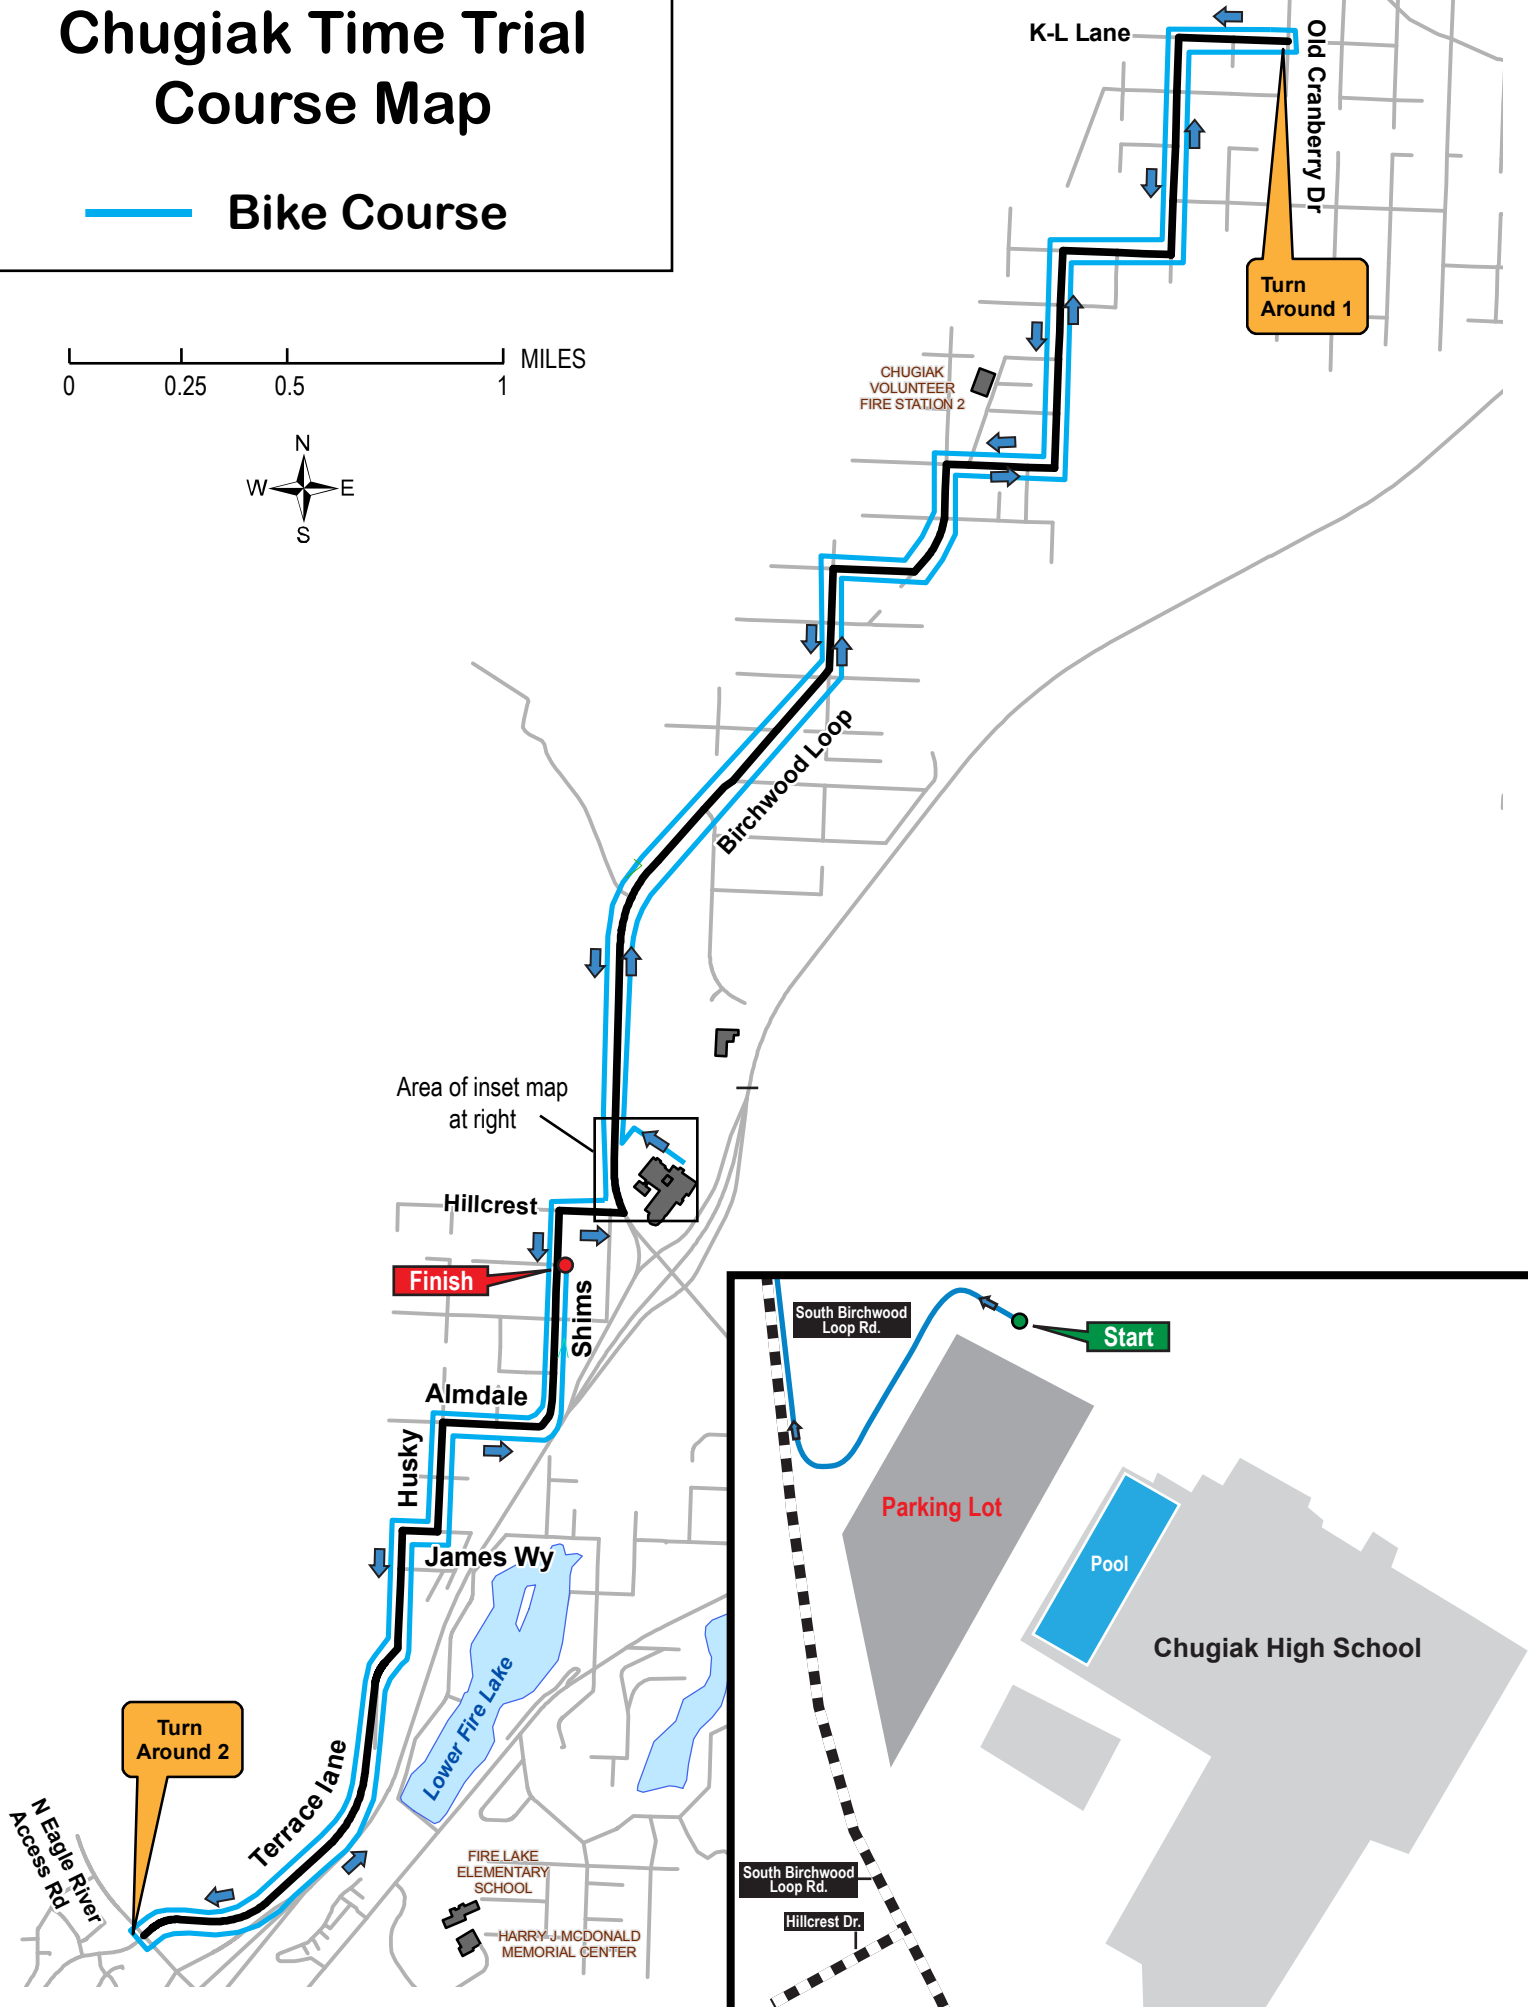 Chugiak Time Trial
Course Map
Bike Course
0
0.25
0.5
1
MILES
N
W
E
S
K-L Lane
Old Cranberry Dr
Turn
Around 1
CHUGIAK
VOLUNTEER
FIRE STATION 2
Birchwood Loop
Area of inset map
at right
Hillcrest
Finish
Shims
Almdale
Husky
James Wy
Lower Fire Lake
Turn
Around 2
Terrace lane
N Eagle River
Access Rd
FIRE LAKE
ELEMENTARY
SCHOOL
HARRY J MCDONALD
MEMORIAL CENTER
South Birchwood
Loop Rd.
Start
Parking Lot
Pool
Chugiak High School
South Birchwood
Loop Rd.
Hillcrest Dr.